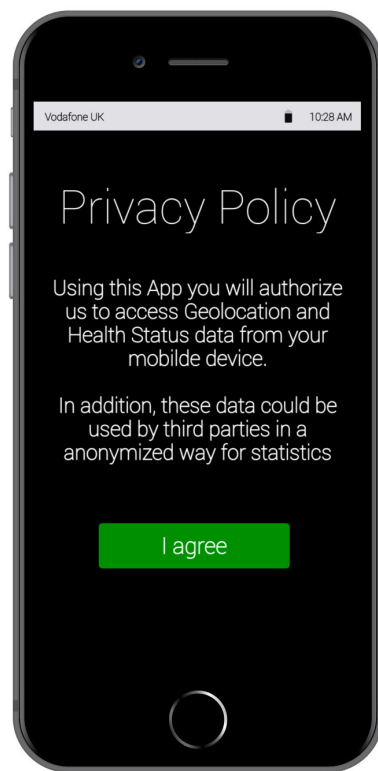 Vodafone UK 10:28 AM
Privacy Policy
Using this App you will authorize
us to access Geolocation and
Health Status data from your
mobilde device.
In addition, these data could be
used by third parties in a
anonymized way for statistics
I agree